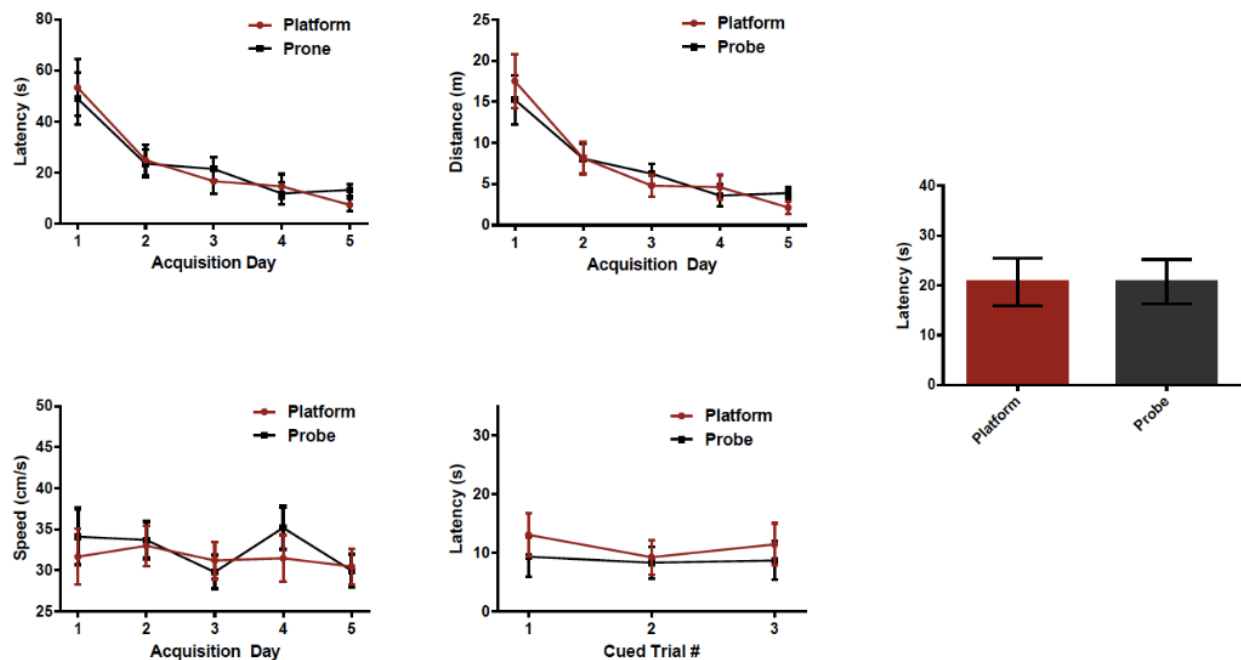 80
60
40
20
0
Latency (s)
Platform
Prone
1 2 3 4 5
Acquisition Day
25
20
15
10
5
0
Distance (m)
Platform
Probe
1 2 3 4 5
Acquisition Day
40
30
20
10
0
Latency (s)
Platform
Probe
50
45
40
35
30
25
Speed (cm/s)
Platform
Probe
1 2 3 4 5
Acquisition Day
30
20
10
0
Latency (s)
Platform
Probe
1 2 3
Cued Trial #